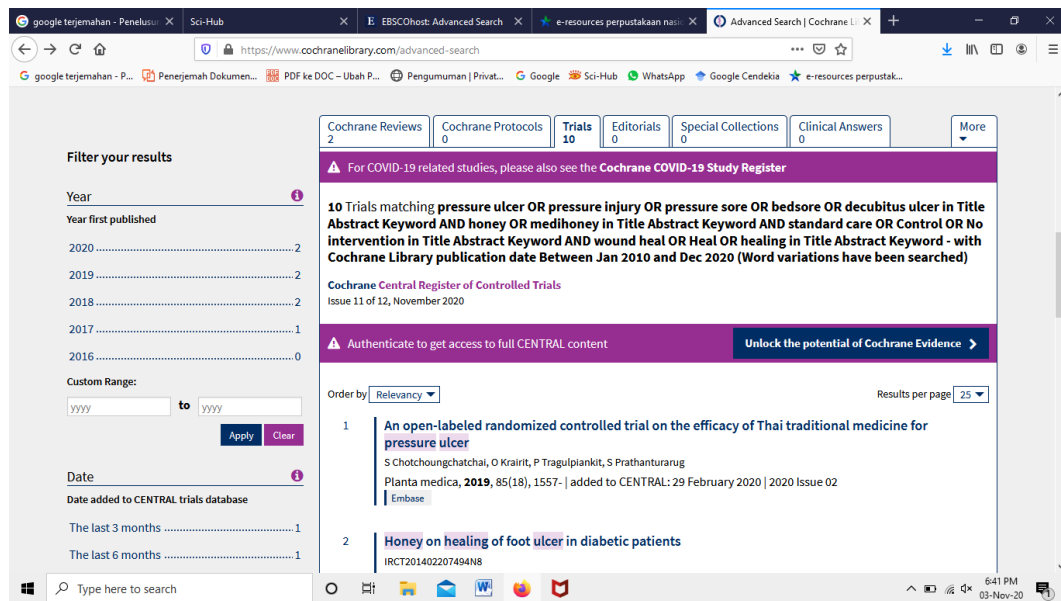 google terjemahan - Penelusur
Sci-Hub
EBSCOhost: Advanced Search
e-resources perpustakaan nasic
Advanced Search | Cochrane Li
https://www.cochranelibrary.com/advanced-search
google terjemahan - P...
Penerjemah Dokumen...
PDF ke DOC – Ubah P...
Pengumuman | Privat...
Google
Sci-Hub
WhatsApp
Google Cendekia
e-resources perpustak...
Cochrane Reviews
2
Cochrane Protocols
0
Trials
10
Editorials
0
Special Collections
0
Clinical Answers
0
More
Filter your results
Year
Year first published
2020 2
2019 2
2018 2
2017 1
2016 0
Custom Range:
yyyy to yyyy
Apply Clear
Date
Date added to CENTRAL trials database
The last 3 months 1
The last 6 months 1
For COVID-19 related studies, please also see the Cochrane COVID-19 Study Register
10 Trials matching pressure ulcer OR pressure injury OR pressure sore OR bedsore OR decubitus ulcer in Title
Abstract Keyword AND honey OR medihoney in Title Abstract Keyword AND standard care OR Control OR No
intervention in Title Abstract Keyword AND wound heal OR Heal OR healing in Title Abstract Keyword - with
Cochrane Library publication date Between Jan 2010 and Dec 2020 (Word variations have been searched)
Cochrane Central Register of Controlled Trials
Issue 11 of 12, November 2020
Authenticate to get access to full CENTRAL content
Unlock the potential of Cochrane Evidence
Order by Relevancy
Results per page 25
1
An open-labeled randomized controlled trial on the efficacy of Thai traditional medicine for
pressure ulcer
S Chotchoungchatchai, O Krairit, P Tragulpiankit, S Prathanturarug
Planta medica, 2019, 85(18), 1557- | added to CENTRAL: 29 February 2020 | 2020 Issue 02
Embase
2
Honey on healing of foot ulcer in diabetic patients
IRCT201402207494N8
Type here to search
6:41 PM
03-Nov-20